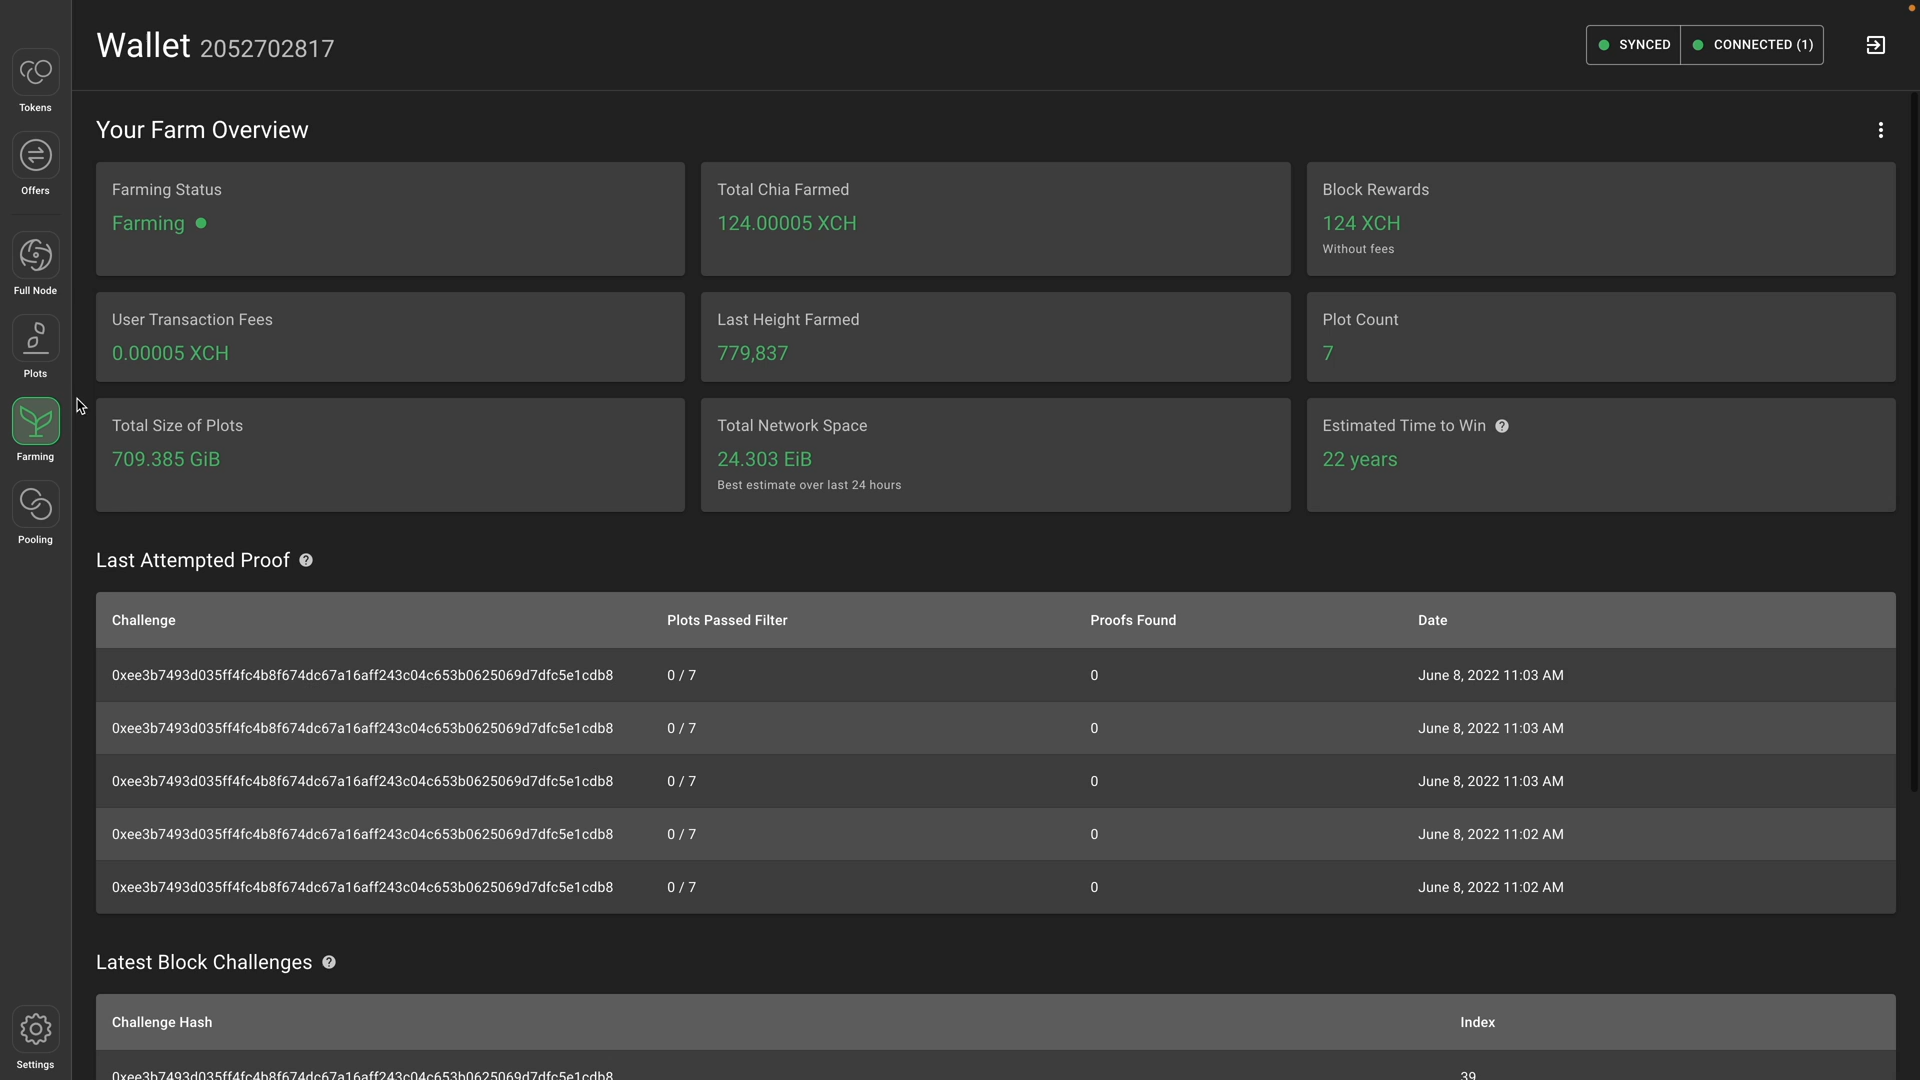 Wallet 2052702817
SYNCED
CONNECTED (1)
Tokens
Offers
Full Node
Plots
Farming
Pooling
Settings
Your Farm Overview
Farming Status
Farming
Total Chia Farmed
124.00005 XCH
Block Rewards
124 XCH
Without fees
User Transaction Fees
0.00005 XCH
Last Height Farmed
779,837
Plot Count
7
Total Size of Plots
709.385 GiB
Total Network Space
24.303 EiB
Best estimate over last 24 hours
Estimated Time to Win
22 years
Last Attempted Proof
Challenge Plots Passed Filter Proofs Found Date
0xee3b7493d035ff4fc4b8f674dc67a16aff243c04c653b0625069d7dfc5e1cdb8 0 / 7 0 June 8, 2022 11:03 AM
0xee3b7493d035ff4fc4b8f674dc67a16aff243c04c653b0625069d7dfc5e1cdb8 0 / 7 0 June 8, 2022 11:03 AM
0xee3b7493d035ff4fc4b8f674dc67a16aff243c04c653b0625069d7dfc5e1cdb8 0 / 7 0 June 8, 2022 11:03 AM
0xee3b7493d035ff4fc4b8f674dc67a16aff243c04c653b0625069d7dfc5e1cdb8 0 / 7 0 June 8, 2022 11:02 AM
0xee3b7493d035ff4fc4b8f674dc67a16aff243c04c653b0625069d7dfc5e1cdb8 0 / 7 0 June 8, 2022 11:02 AM
Latest Block Challenges
Challenge Hash Index
0xee3b7493d035ff4fc4b8f674dc67a16aff243c04c653b0625069d7dfc5e1cdb8 39